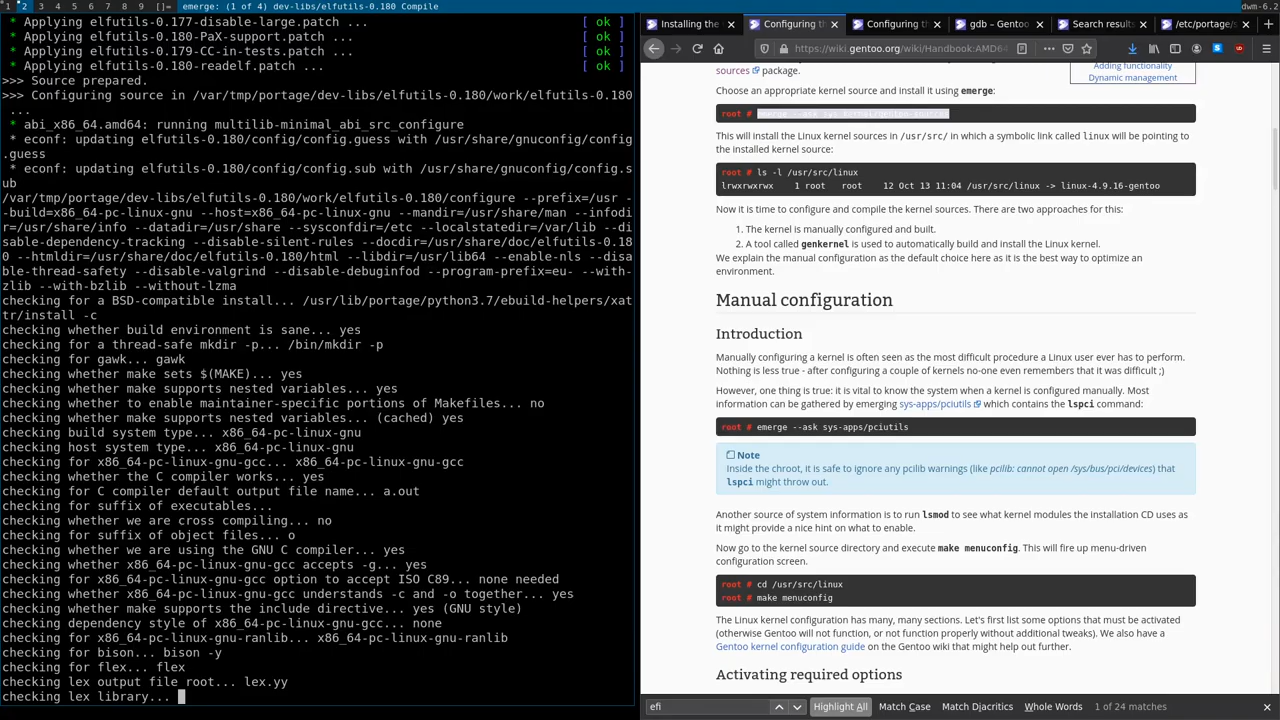 1 2 3 4 5 6 7 8 9 []= emerge: (1 of 4) dev-libs/elfutils-0.180 Compile
* Applying elfutils-0.177-disable-large.patch ... [ ok ]
* Applying elfutils-0.180-PaX-support.patch ... [ ok ]
* Applying elfutils-0.179-CC-in-tests.patch ... [ ok ]
* Applying elfutils-0.180-readelf.patch ... [ ok ]
>>> Source prepared.
>>> Configuring source in /var/tmp/portage/dev-libs/elfutils-0.180/work/elfutils-0.180
...
* abi_x86_64.amd64: running multilib-minimal_abi_src_configure
* econf: updating elfutils-0.180/config/config.guess with /usr/share/gnuconfig/config
.guess
* econf: updating elfutils-0.180/config/config.sub with /usr/share/gnuconfig/config.s
ub
/var/tmp/portage/dev-libs/elfutils-0.180/work/elfutils-0.180/configure --prefix=/usr -
-build=x86_64-pc-linux-gnu --host=x86_64-pc-linux-gnu --mandir=/usr/share/man --infodi
r=/usr/share/info --datadir=/usr/share --sysconfdir=/etc --localstatedir=/var/lib --di
sable-dependency-tracking --disable-silent-rules --docdir=/usr/share/doc/elfutils-0.18
0 --htmldir=/usr/share/doc/elfutils-0.180/html --libdir=/usr/lib64 --enable-nls --disa
ble-thread-safety --disable-valgrind --disable-debuginfod --program-prefix=eu- --with-
zlib --with-bzlib --without-lzma
checking for a BSD-compatible install... /usr/lib/portage/python3.7/ebuild-helpers/xat
tr/install -c
checking whether build environment is sane... yes
checking for a thread-safe mkdir -p... /bin/mkdir -p
checking for gawk... gawk
checking whether make sets $(MAKE)... yes
checking whether make supports nested variables... yes
checking whether to enable maintainer-specific portions of Makefiles... no
checking whether make supports nested variables... (cached) yes
checking build system type... x86_64-pc-linux-gnu
checking host system type... x86_64-pc-linux-gnu
checking for x86_64-pc-linux-gnu-gcc... x86_64-pc-linux-gnu-gcc
checking whether the C compiler works... yes
checking for C compiler default output file name... a.out
checking for suffix of executables...
checking whether we are cross compiling... no
checking for suffix of object files... o
checking whether we are using the GNU C compiler... yes
checking whether x86_64-pc-linux-gnu-gcc accepts -g... yes
checking for x86_64-pc-linux-gnu-gcc option to accept ISO C89... none needed
checking whether x86_64-pc-linux-gnu-gcc understands -c and -o together... yes
checking whether make supports the include directive... yes (GNU style)
checking dependency style of x86_64-pc-linux-gnu-gcc... none
checking for x86_64-pc-linux-gnu-ranlib... x86_64-pc-linux-gnu-ranlib
checking for bison... bison -y
checking for flex... flex
checking lex output file root... lex.yy
checking lex library...
dwm-6.2
Installing the Configuring th Configuring th gdb – Gentoo Search results /etc/portage/s
https://wiki.gentoo.org/wiki/Handbook:AMD64
sources package.
Adding functionality
Dynamic management
Choose an appropriate kernel source and install it using emerge:
root # emerge --ask sys-kernel/gentoo-sources
This will install the Linux kernel sources in /usr/src/ in which a symbolic link called linux will be pointing to
the installed kernel source:
root # ls -l /usr/src/linux
lrwxrwxrwx 1 root root 12 Oct 13 11:04 /usr/src/linux -> linux-4.9.16-gentoo
Now it is time to configure and compile the kernel sources. There are two approaches for this:
1. The kernel is manually configured and built.
2. A tool called genkernel is used to automatically build and install the Linux kernel.
We explain the manual configuration as the default choice here as it is the best way to optimize an
environment.
Manual configuration
Introduction
Manually configuring a kernel is often seen as the most difficult procedure a Linux user ever has to perform.
Nothing is less true - after configuring a couple of kernels no-one even remembers that it was difficult ;)
However, one thing is true: it is vital to know the system when a kernel is configured manually. Most
information can be gathered by emerging sys-apps/pciutils which contains the lspci command:
root # emerge --ask sys-apps/pciutils
Note
Inside the chroot, it is safe to ignore any pcilib warnings (like pcilib: cannot open /sys/bus/pci/devices) that
lspci might throw out.
Another source of system information is to run lsmod to see what kernel modules the installation CD uses as
it might provide a nice hint on what to enable.
Now go to the kernel source directory and execute make menuconfig. This will fire up menu-driven
configuration screen.
root # cd /usr/src/linux
root # make menuconfig
The Linux kernel configuration has many, many sections. Let's first list some options that must be activated
(otherwise Gentoo will not function, or not function properly without additional tweaks). We also have a
Gentoo kernel configuration guide on the Gentoo wiki that might help out further.
Activating required options
efi Highlight All Match Case Match Diacritics Whole Words 1 of 24 matches